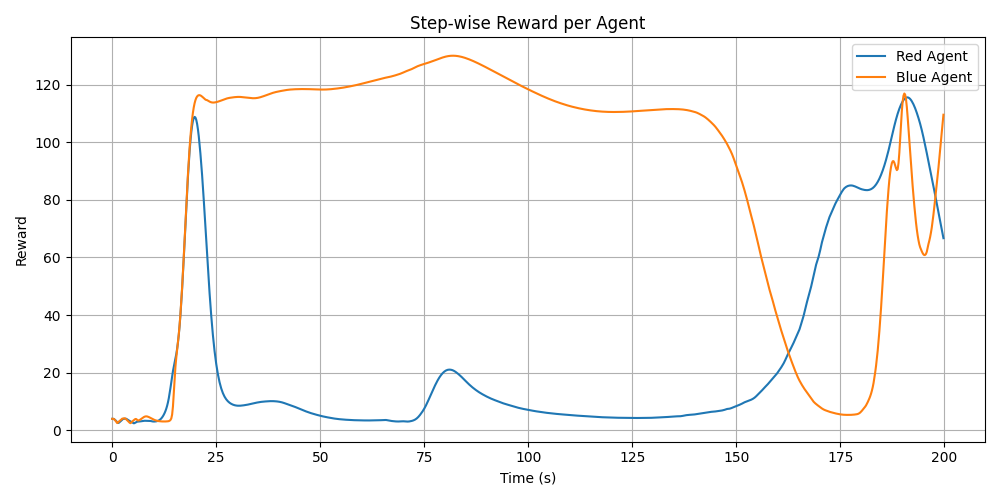 Step-wise Reward per Agent
Red Agent
Blue Agent
Reward
120
100
80
60
40
20
0
0 25 50 75 100 125 150 175 200
Time (s)